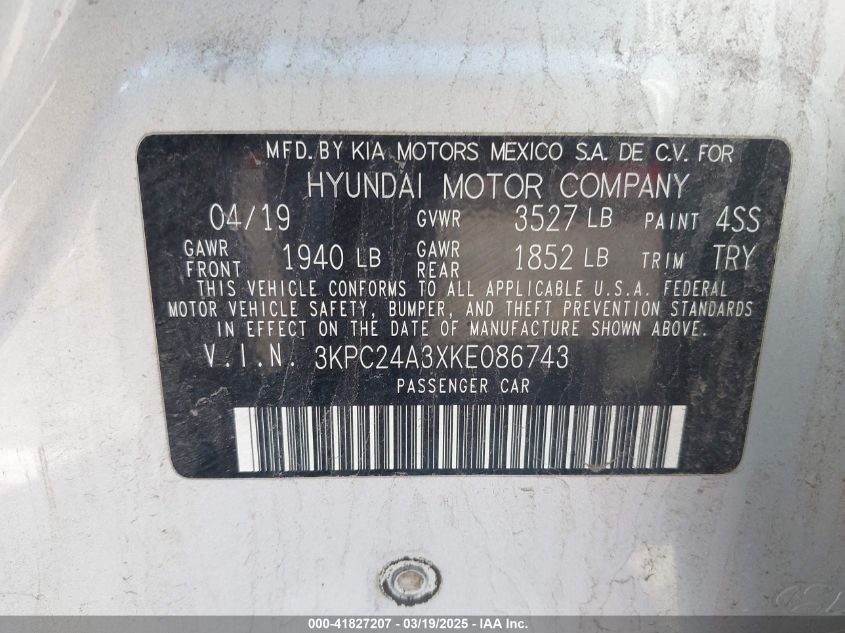 MFD. BY KIA MOTORS MEXICO S.A. DE C.V. FOR
HYUNDAI MOTOR COMPANY
04/19 GVWR 3527 LB PAINT 4SS
GAWR FRONT 1940 LB GAWR REAR 1852 LB TRIM TRY
THIS VEHICLE CONFORMS TO ALL APPLICABLE U.S.A. FEDERAL
MOTOR VEHICLE SAFETY, BUMPER, AND THEFT PREVENTION STANDARDS
IN EFFECT ON THE DATE OF MANUFACTURE SHOWN ABOVE.
V.I.N. 3KPC24A3XKE086743
PASSENGER CAR
000-41827207 - 03/19/2025 - IAA Inc.